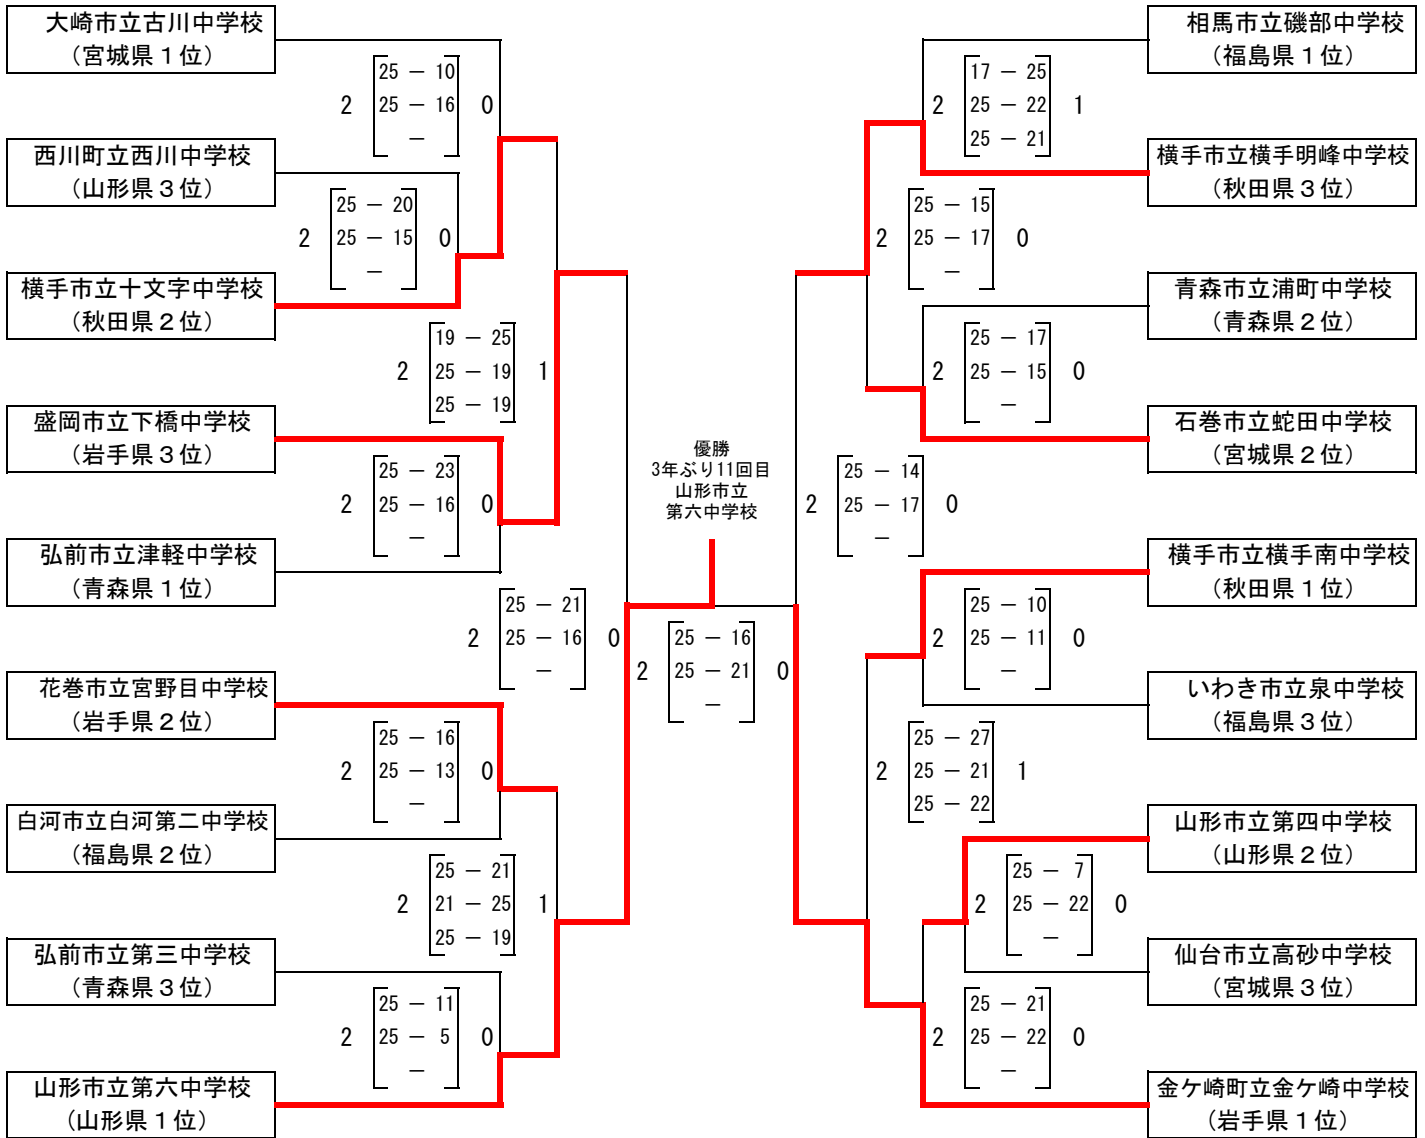 大崎市立古川中学校
（宮城県１位）
西川町立西川中学校
（山形県３位）
横手市立十文字中学校
（秋田県２位）
盛岡市立下橋中学校
（岩手県３位）
弘前市立津軽中学校
（青森県１位）
花巻市立宮野目中学校
（岩手県２位）
白河市立白河第二中学校
（福島県２位）
弘前市立第三中学校
（青森県３位）
山形市立第六中学校
（山形県１位）
25 － 10
2 25 － 16 0
－
25 － 20
2 25 － 15 0
－
19 － 25
2 25 － 19 1
25 － 19
25 － 23
2 25 － 16 0
－
25 － 21
2 25 － 16 0
－
25 － 16
2 25 － 13 0
－
25 － 21
2 21 － 25 1
25 － 19
25 － 11
2 25 － 5 0
－
優勝
3年ぶり11回目
山形市立
第六中学校
25 － 16
2 25 － 21 0
－
17 － 25
2 25 － 22 1
25 － 21
25 － 15
2 25 － 17 0
－
25 － 17
2 25 － 15 0
－
25 － 14
2 25 － 17 0
－
25 － 10
2 25 － 11 0
－
25 － 27
2 25 － 21 1
25 － 22
25 － 7
2 25 － 22 0
－
25 － 21
2 25 － 22 0
－
相馬市立磯部中学校
（福島県１位）
横手市立横手明峰中学校
（秋田県３位）
青森市立浦町中学校
（青森県２位）
石巻市立蛇田中学校
（宮城県２位）
横手市立横手南中学校
（秋田県１位）
いわき市立泉中学校
（福島県３位）
山形市立第四中学校
（山形県２位）
仙台市立高砂中学校
（宮城県３位）
金ケ崎町立金ケ崎中学校
（岩手県１位）